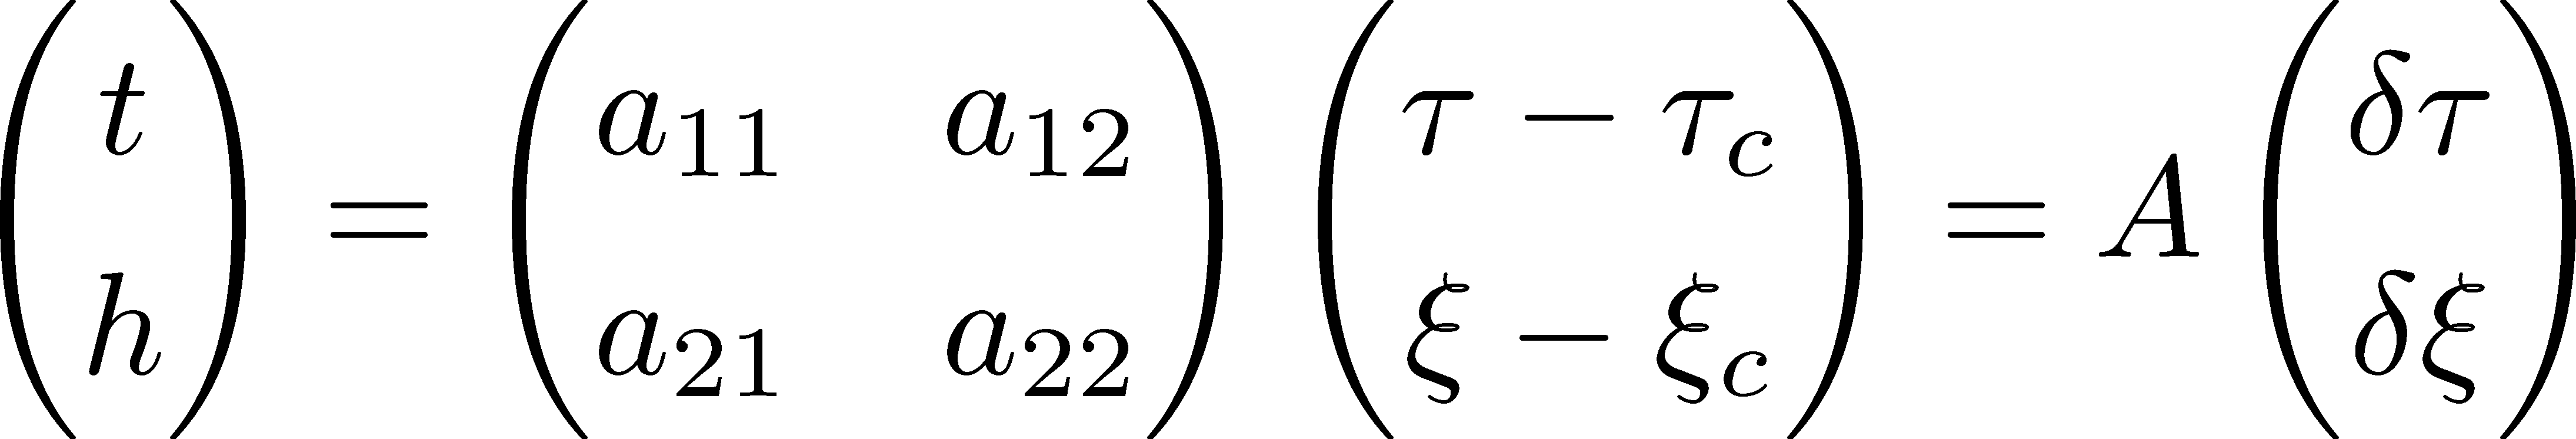 \begin{pmatrix} t \\ h \end{pmatrix} = \begin{pmatrix} a_{11} & a_{12} \\ a_{21} & a_{22} \end{pmatrix} \begin{pmatrix} \tau - \tau_c \\ \xi - \xi_c \end{pmatrix} = A \begin{pmatrix} \delta\tau \\ \delta\xi \end{pmatrix}